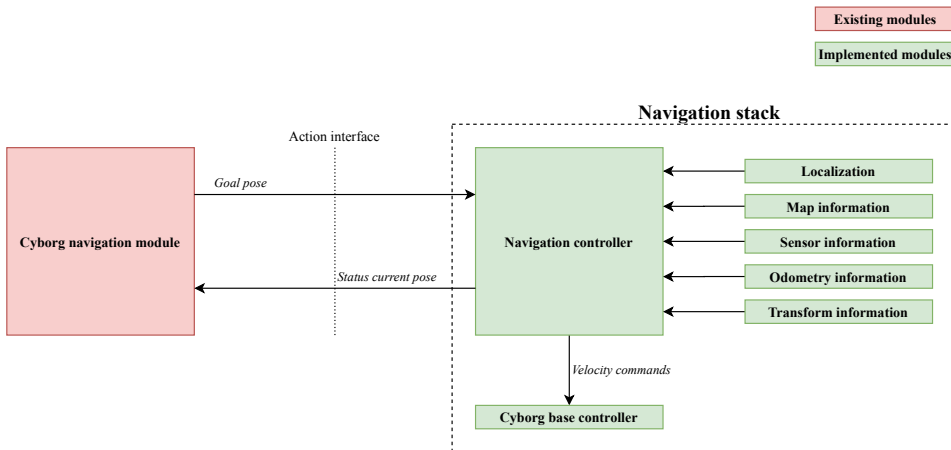 Existing modules
Implemented modules
Navigation stack
Action interface
Goal pose
Localization
Map information
Cyborg navigation module
Navigation controller
Sensor information
Status current pose
Odometry information
Transform information
Velocity commands
Cyborg base controller